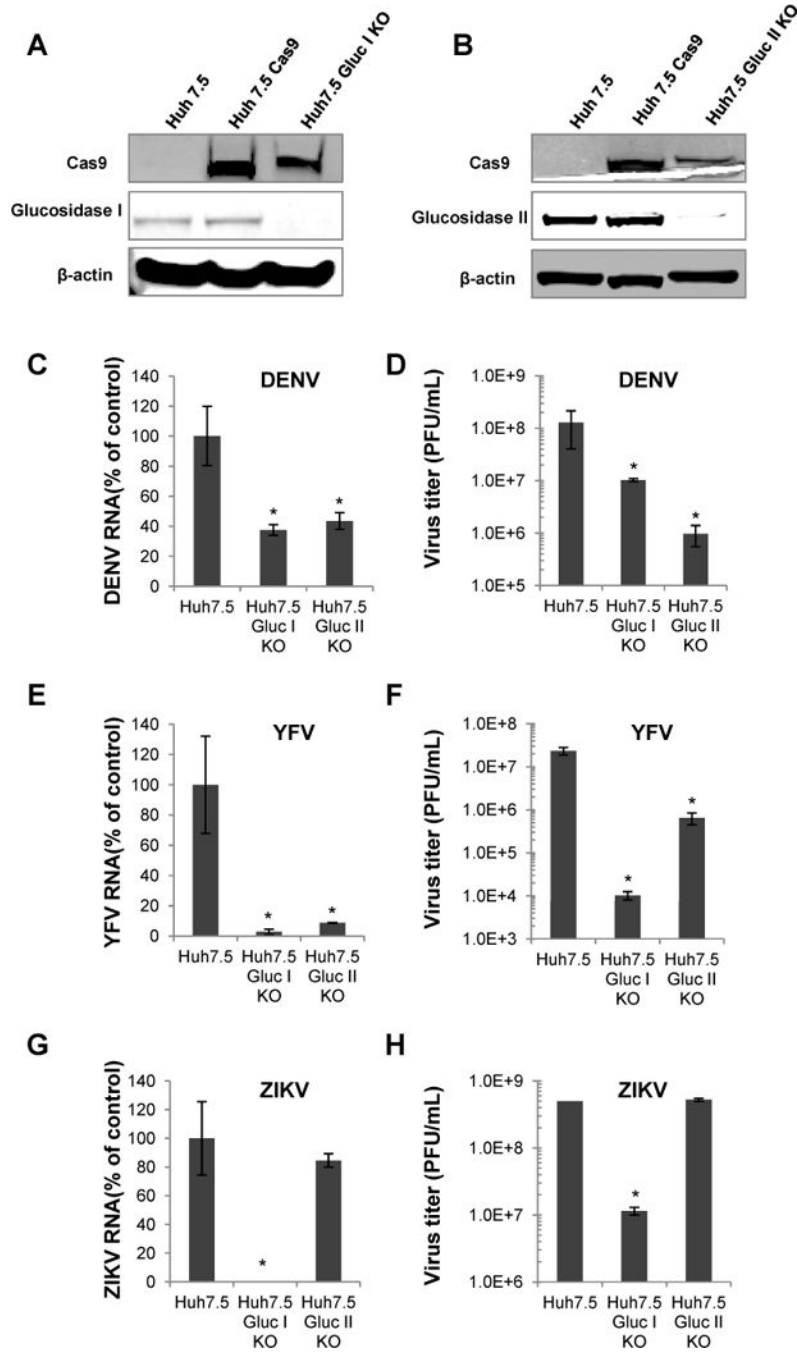 A
Huh 7.5
Huh 7.5 Cas9
Huh7.5 Gluc I KO
Cas9
Glucosidase I
β-actin
B
Huh 7.5
Huh 7.5 Cas9
Huh7.5 Gluc II KO
Cas9
Glucosidase II
β-actin
C
DENV
DENV RNA(% of control)
140
120
100
80
60
40
20
0
*
*
Huh7.5
Huh7.5
Gluc I
KO
Huh7.5
Gluc II
KO
D
DENV
Virus titer (PFU/mL)
1.0E+9
1.0E+8
1.0E+7
1.0E+6
1.0E+5
*
*
Huh7.5
Huh7.5
Gluc I
KO
Huh7.5
Gluc II
KO
E
YFV
YFV RNA(% of control)
140
120
100
80
60
40
20
0
*
*
Huh7.5
Huh7.5
Gluc I
KO
Huh7.5
Gluc II
KO
F
YFV
Virus titer (PFU/mL)
1.0E+8
1.0E+7
1.0E+6
1.0E+5
1.0E+4
1.0E+3
*
*
Huh7.5
Huh7.5
Gluc I
KO
Huh7.5
Gluc II
KO
G
ZIKV
ZIKV RNA(% of control)
140
120
100
80
60
40
20
0
*
Huh7.5
Huh7.5
Gluc I
KO
Huh7.5
Gluc II
KO
H
ZIKV
Virus titer (PFU/mL)
1.0E+9
1.0E+8
1.0E+7
1.0E+6
*
Huh7.5
Huh7.5
Gluc I
KO
Huh7.5
Gluc II
KO